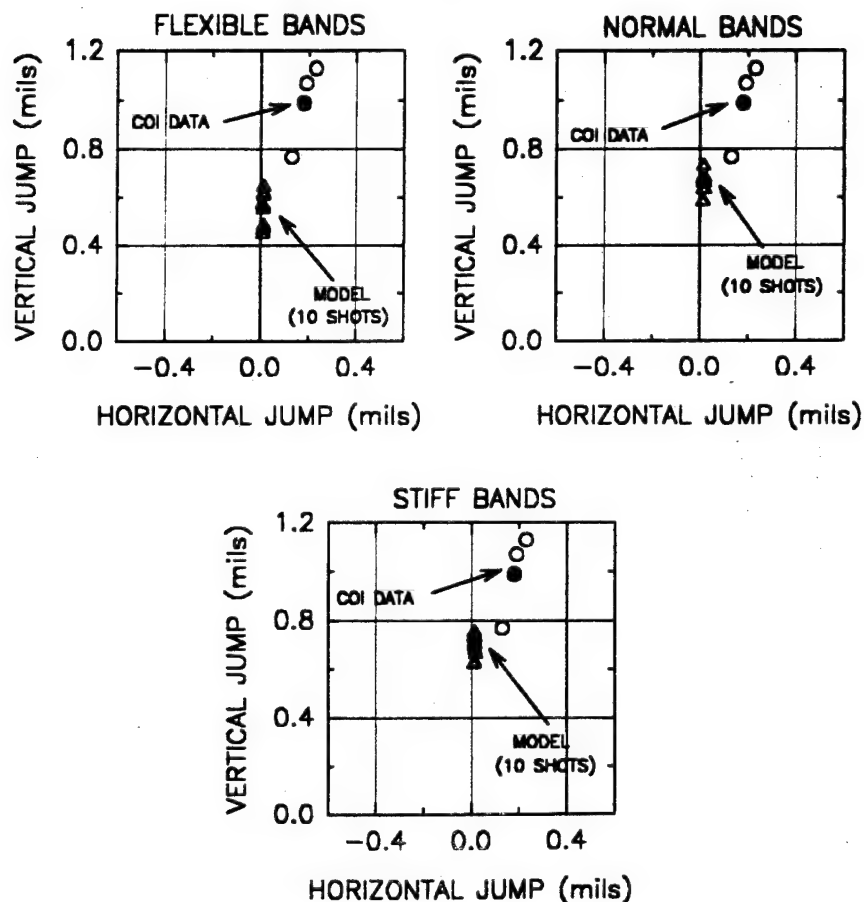 FLEXIBLE BANDS
1.2
0.8
0.4
0.0
VERTICAL JUMP (mils)
COI DATA
MODEL
(10 SHOTS)
-0.4 0.0 0.4
HORIZONTAL JUMP (mils)
NORMAL BANDS
1.2
0.8
0.4
0.0
VERTICAL JUMP (mils)
COI DATA
MODEL
(10 SHOTS)
-0.4 0.0 0.4
HORIZONTAL JUMP (mils)
STIFF BANDS
1.2
0.8
0.4
0.0
VERTICAL JUMP (mils)
COI DATA
MODEL
(10 SHOTS)
-0.4 0.0 0.4
HORIZONTAL JUMP (mils)